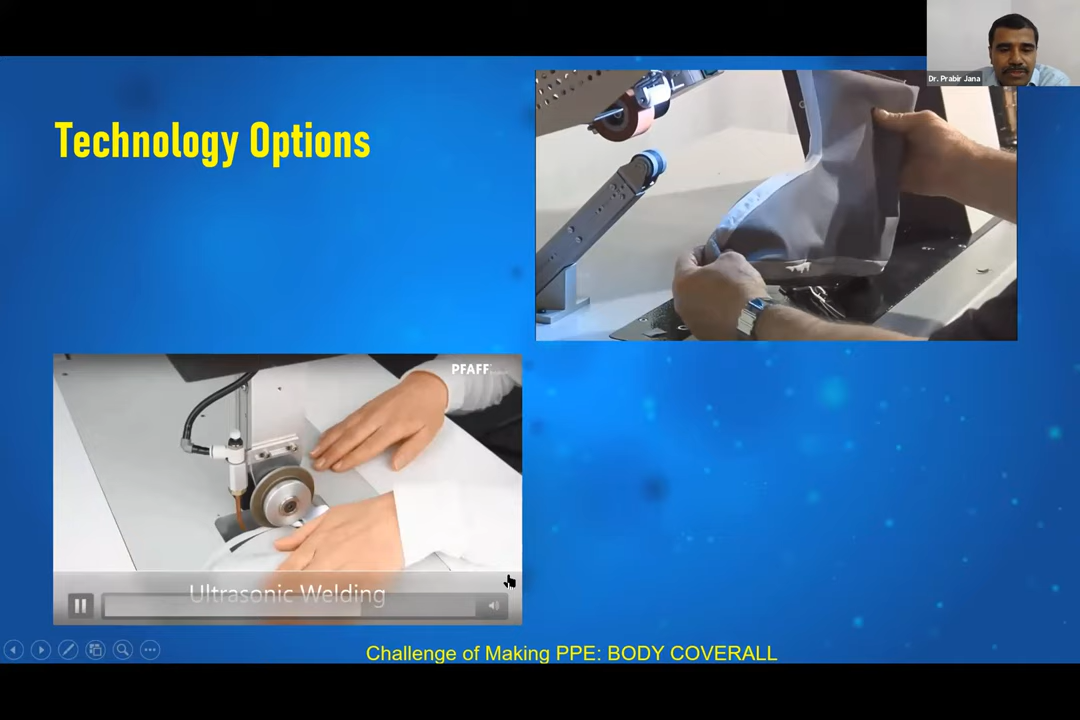 Dr. Prabir Jana
Technology Options
PFAFF
Ultrasonic Welding
Challenge of Making PPE: BODY COVERALL